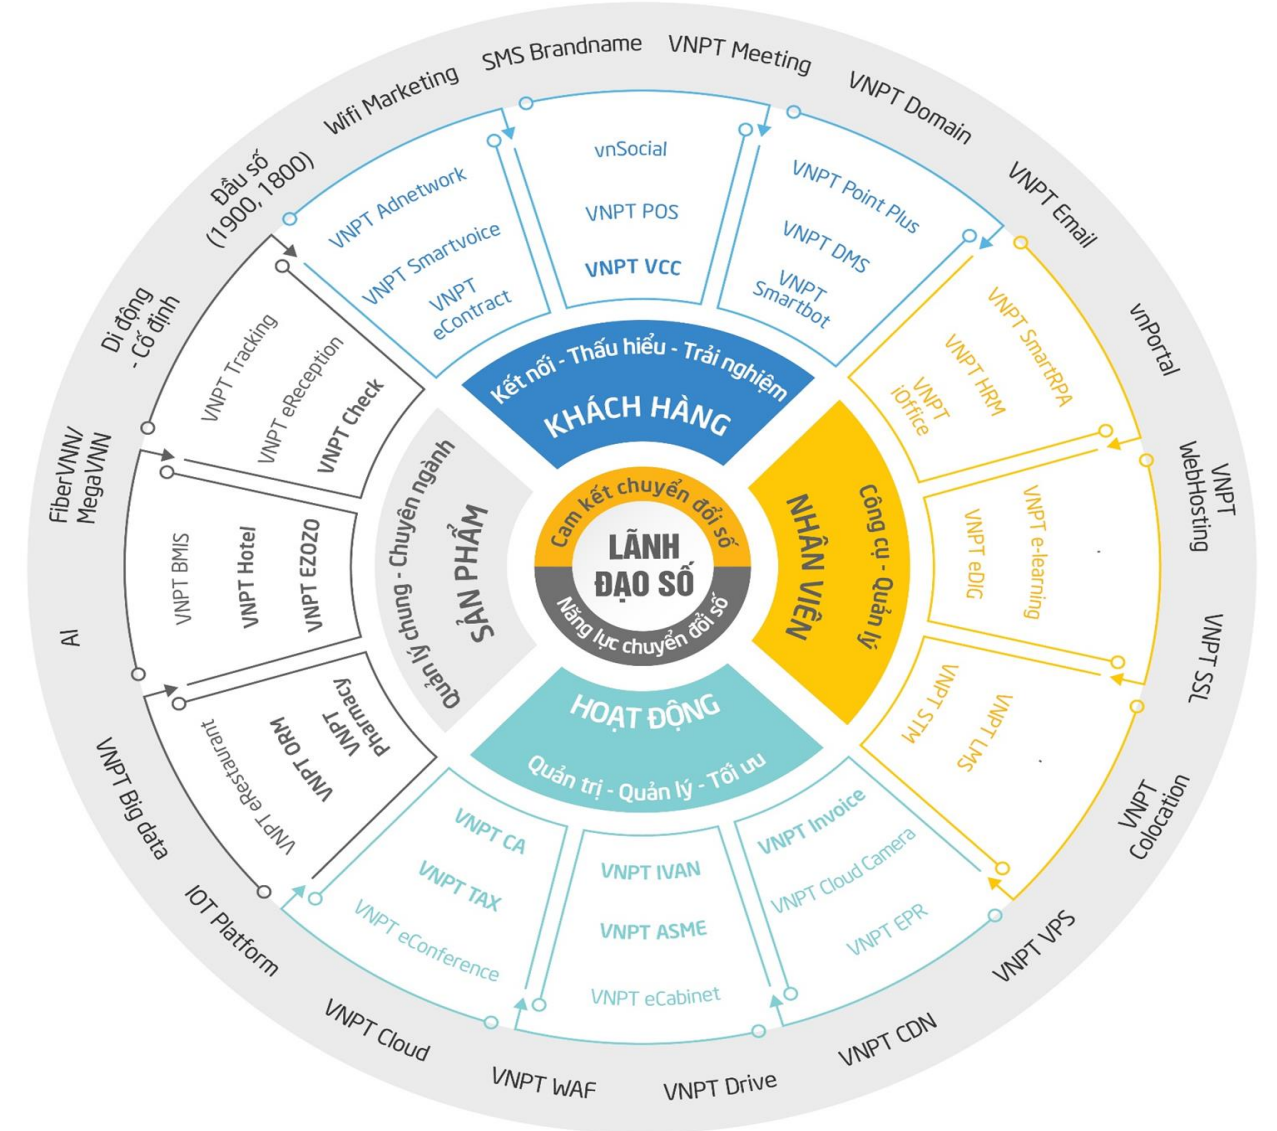 SMS Brandname
VNPT Meeting
VNPT Domain
VNPT Email
vnPortal
VNPT
WebHosting
VNPT SSL
VNPT
Colocation
VNPT VPS
VNPT CDN
VNPT Drive
VNPT WAF
VNPT Cloud
IOT Platform
VNPT Big data
AI
FiberVNN/
MegaVNN
Di động
- Cố định
Đầu số
(1900, 1800)
Wifi Marketing
VNPT Adnetwork
VNPT Smartvoice
VNPT
eContract
vnSocial
VNPT POS
VNPT VCC
VNPT Point Plus
VNPT DMS
VNPT
Smartbot
VNPT SmartRPA
VNPT HRM
VNPT
iOffice
VNPT e-learning
VNPT eDIG
VNPT STM
VNPT LMS
VNPT Invoice
VNPT Cloud Camera
VNPT EPR
VNPT IVAN
VNPT ASME
VNPT eCabinet
VNPT CA
VNPT TAX
VNPT eConference
VNPT
Pharmacy
VNPT ORM
VNPT eRestaurant
VNPT BMIS
VNPT Hotel
VNPT EZOZO
VNPT Tracking
VNPT eReception
VNPT Check
Kết nối - Thấu hiểu - Trải nghiệm
KHÁCH HÀNG
Công cụ - Quản lý
NHÂN VIÊN
HOẠT ĐỘNG
Quản trị - Quản lý - Tối ưu
Quản lý chung - Chuyên ngành
SẢN PHẨM
Cam kết chuyển đổi số
LÃNH
ĐẠO SỐ
Năng lực chuyển đổi số